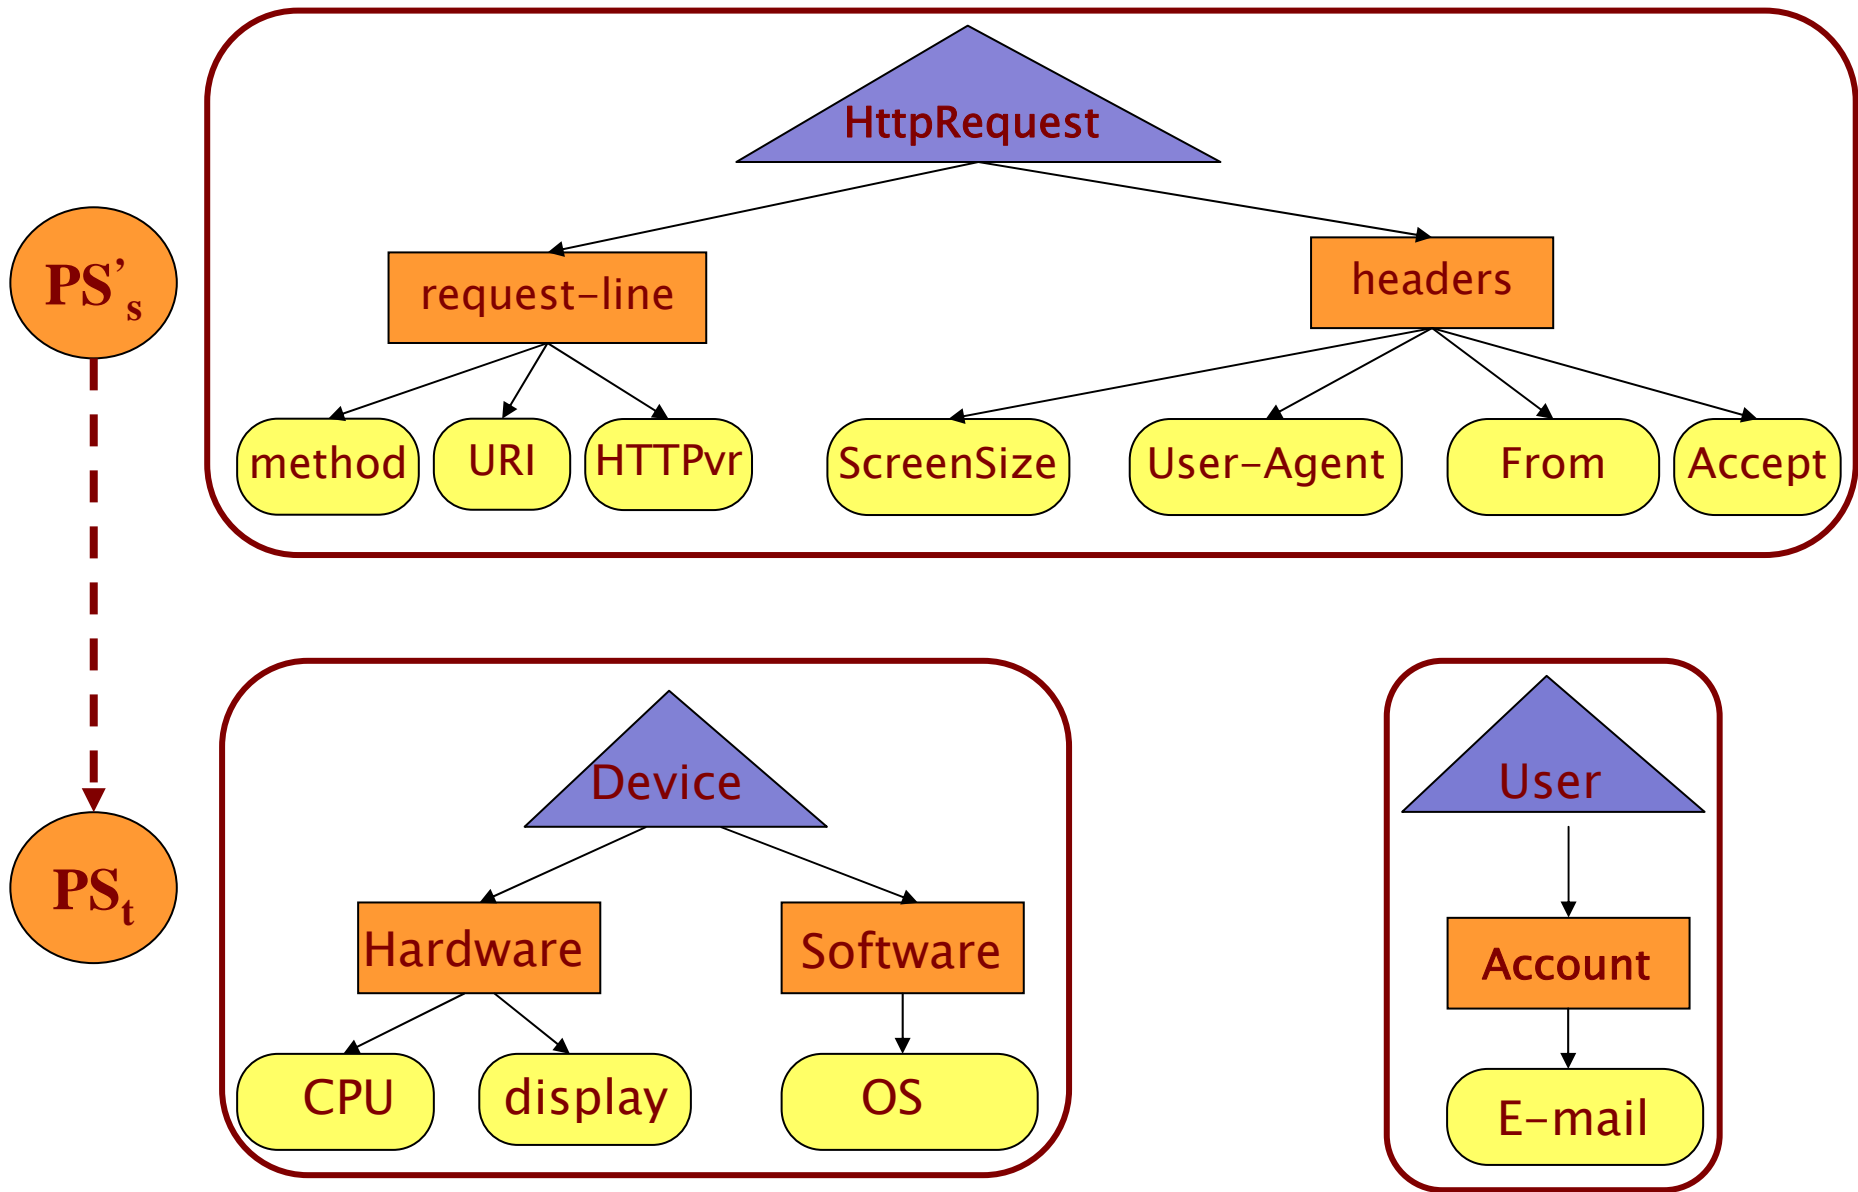 HttpRequest
PS's
request-line
headers
method
URI
HTTPvr
ScreenSize
User-Agent
From
Accept
Device
User
PSt
Hardware
Software
Account
CPU
display
OS
E-mail